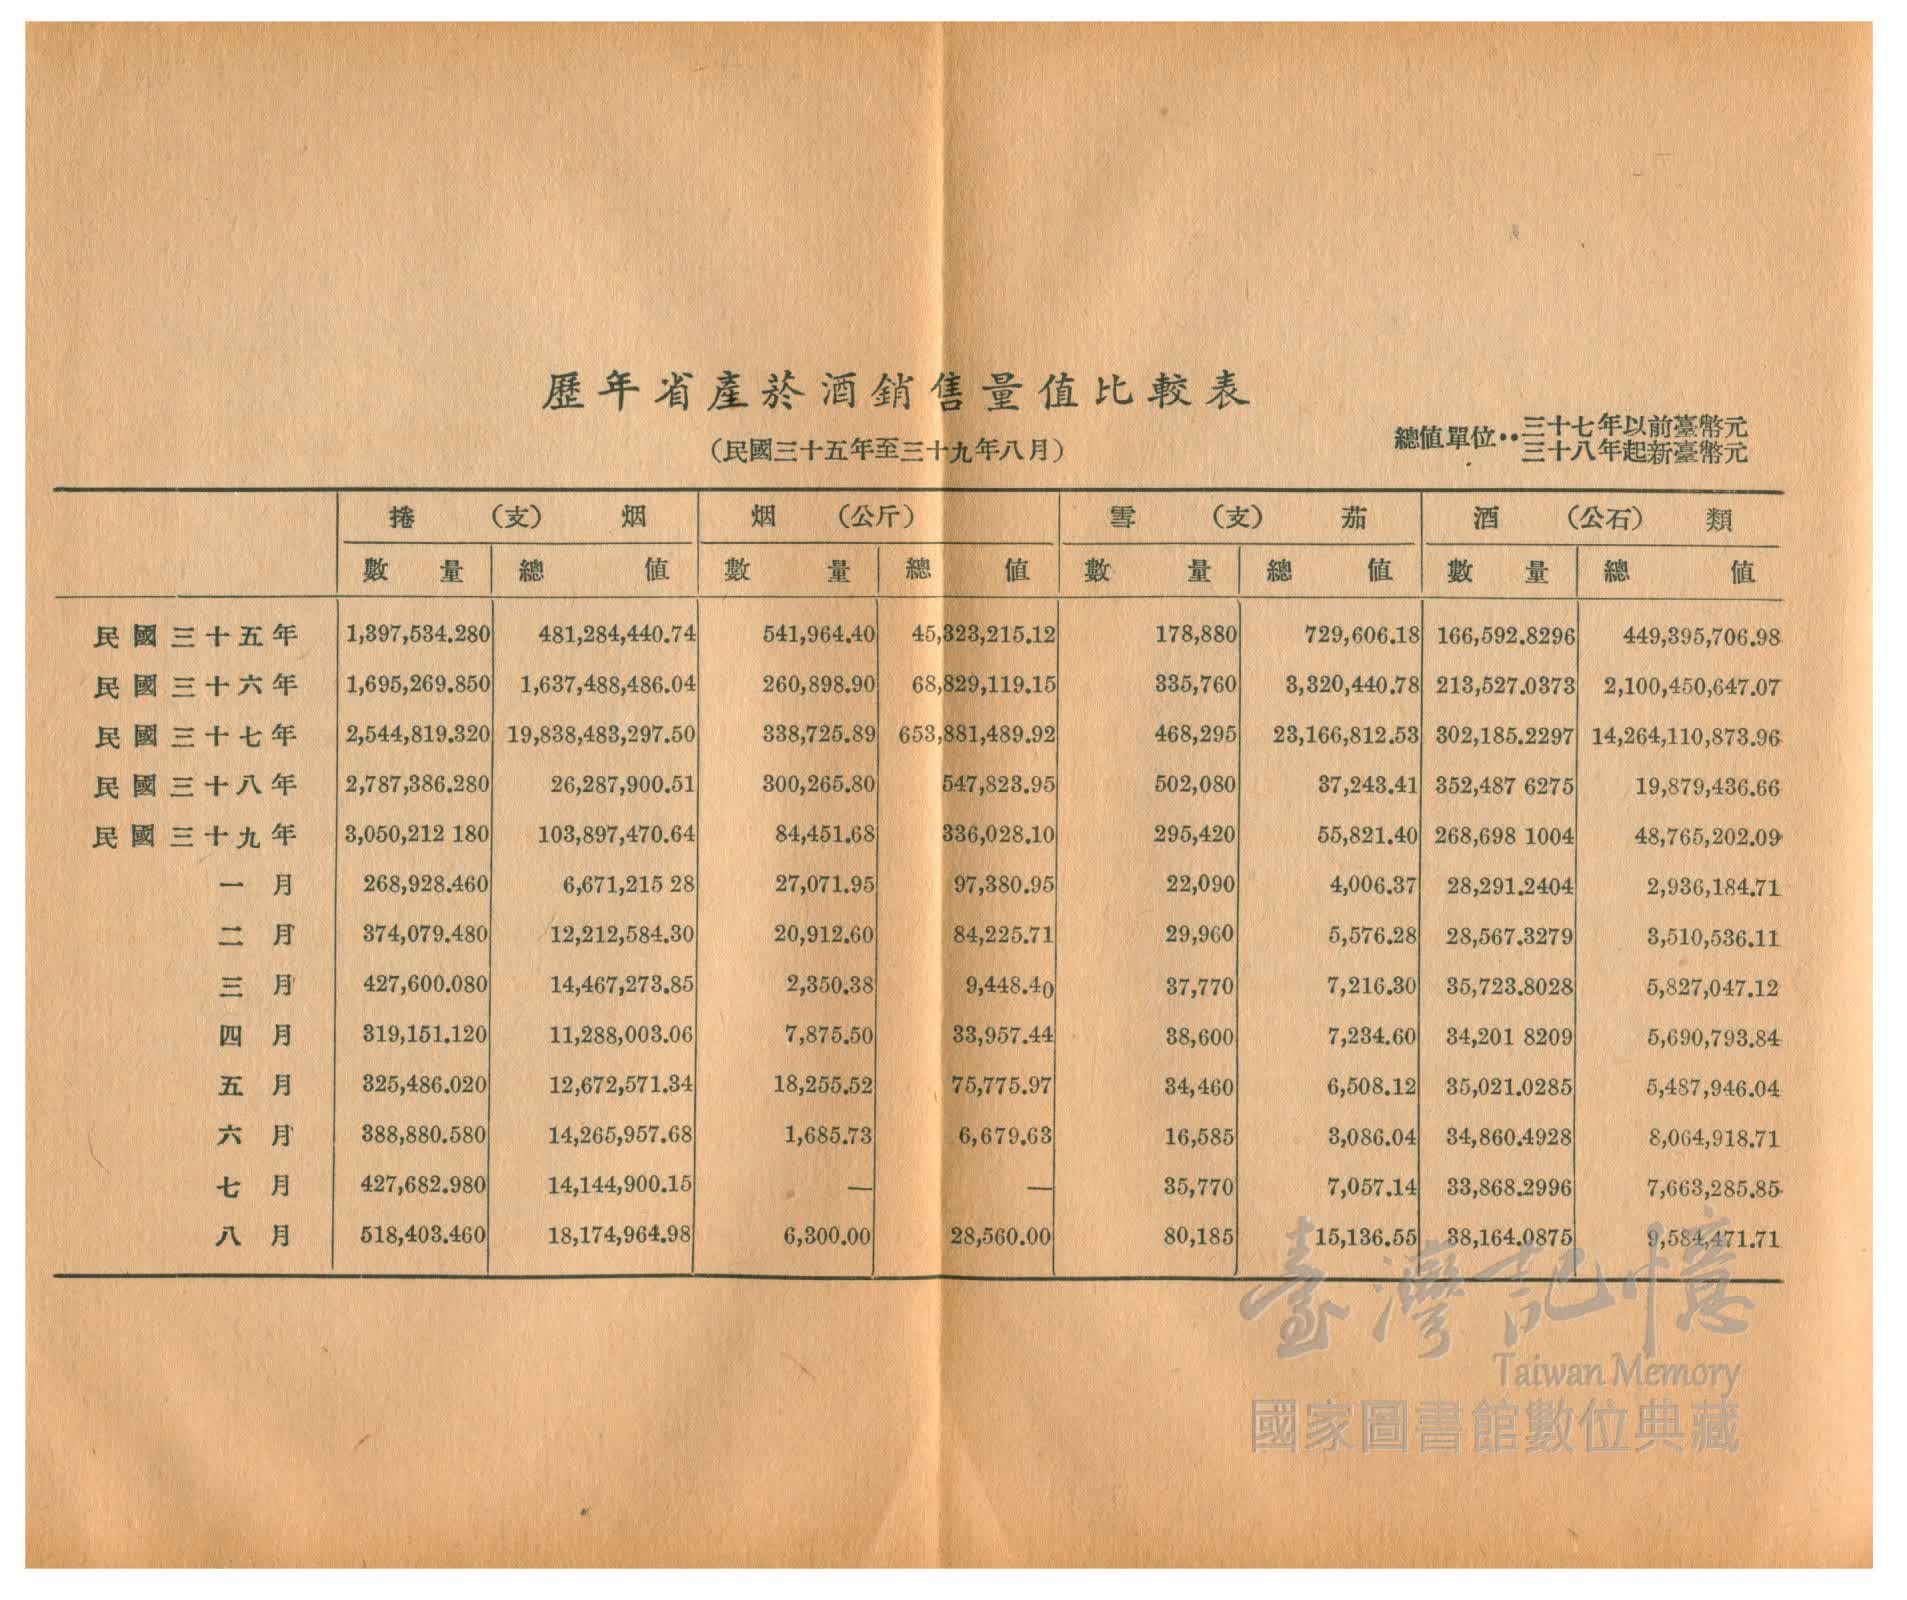 歷年省產菸酒銷售量值比較表
(民國三十五年至三十九年八月)
總值單位：三十七年以前臺幣元
三十八年起新臺幣元
捲 (支) 烟 烟 (公斤) 雪 (支) 茄 酒 (公石) 類
數量 總值 數量 總值 數量 總值 數量 總值
民國三十五年 1,397,534.280 481,284,440.74 541,964.40 45,323,215.12 178,880 729,606.18 166,592.8296 449,395,706.98
民國三十六年 1,695,269.850 1,637,488,486.04 260,898.90 68,829,119.15 335,760 3,320,440.78 213,527.0373 2,100,450,647.07
民國三十七年 2,544,819.320 19,838,483,297.50 338,725.89 653,881,489.92 468,295 23,166,812.53 302,185.2297 14,264,110,873.96
民國三十八年 2,787,386.280 26,287,900.51 300,265.80 547,823.95 502,080 37,243.41 352,487 6275 19,879,436.66
民國三十九年 3,050,212 180 103,897,470.64 84,451.68 336,028.10 295,420 55,821.40 268,698 1004 48,765,202.09
一月 268,928.460 6,671,215 28 27,071.95 97,380.95 22,090 4,006.37 28,291.2404 2,936,184.71
二月 374,079.480 12,212,584.30 20,912.60 84,225.71 29,960 5,576.28 28,567.3279 3,510,536.11
三月 427,600.080 14,467,273.85 2,350.38 9,448.40 37,770 7,216.30 35,723.8028 5,827,047.12
四月 319,151.120 11,288,003.06 7,875.50 33,957.44 38,600 7,234.60 34,201 8209 5,690,793.84
五月 325,486.020 12,672,571.34 18,255.52 75,775.97 34,460 6,508.12 35,021.0285 5,487,946.04
六月 388,880.580 14,265,957.68 1,685.73 6,679.63 16,585 3,086.04 34,860.4928 8,064,918.71
七月 427,682.980 14,144,900.15 — — 35,770 7,057.14 33,868.2996 7,663,285.85
八月 518,403.460 18,174,964.98 6,300.00 28,560.00 80,185 15,136.55 38,164.0875 9,584,471.71
臺灣記憶
Taiwan Memory
國家圖書館數位典藏